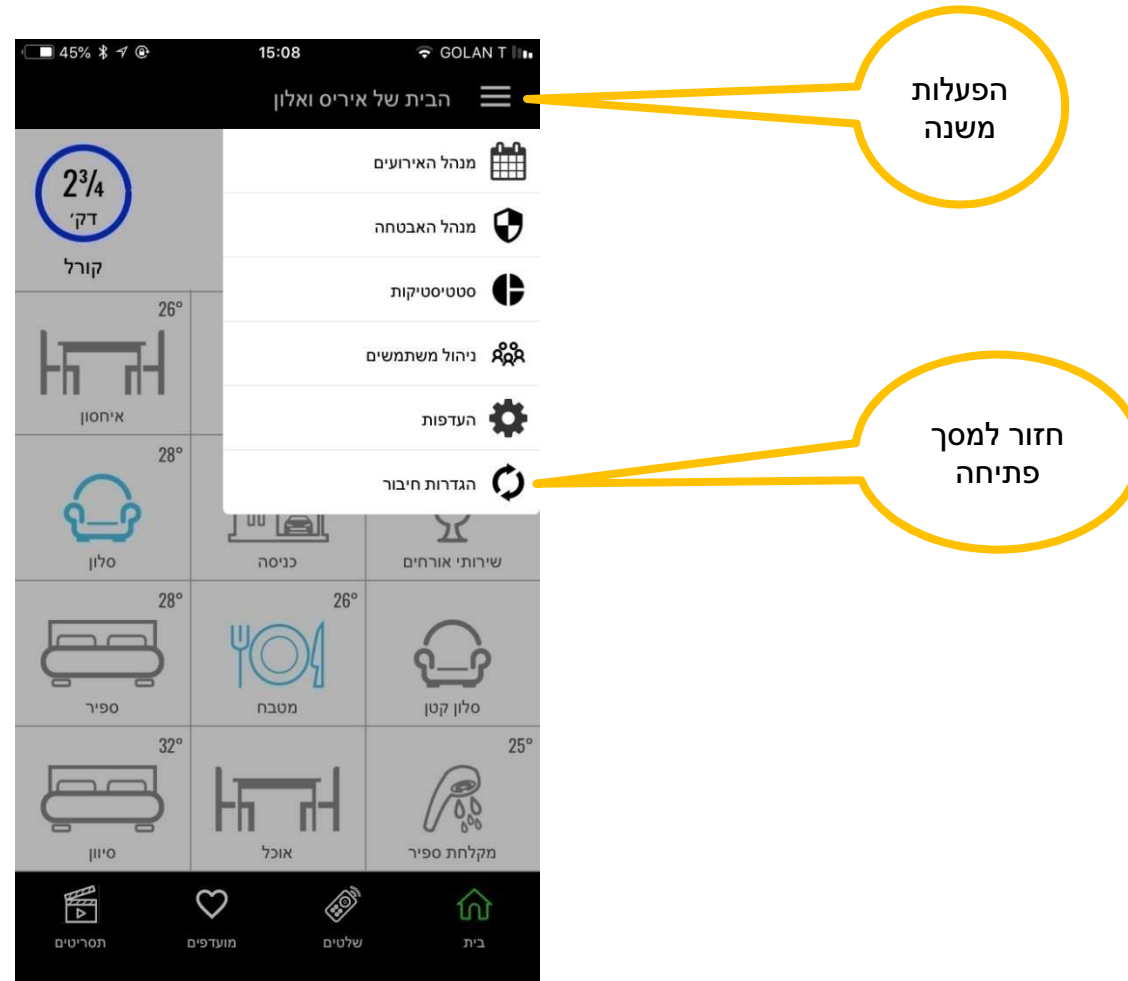 45% 15:08 GOLAN T
הבית של איריס ואלון
הפעלות
משנה
מנהל האירועים
מנהל האבטחה
סטטיסטיקות
ניהול משתמשים
העדפות
הגדרות חיבור
חזור למסך
פתיחה
2¾
דק׳
קורל
26°
איחסון
28°
סלון
כניסה
שירותי אורחים
28°
26°
ספיר
מטבח
סלון קטן
32°
25°
סיוון
אוכל
מקלחת ספיר
בית
שלטים
מועדפים
תסריטים